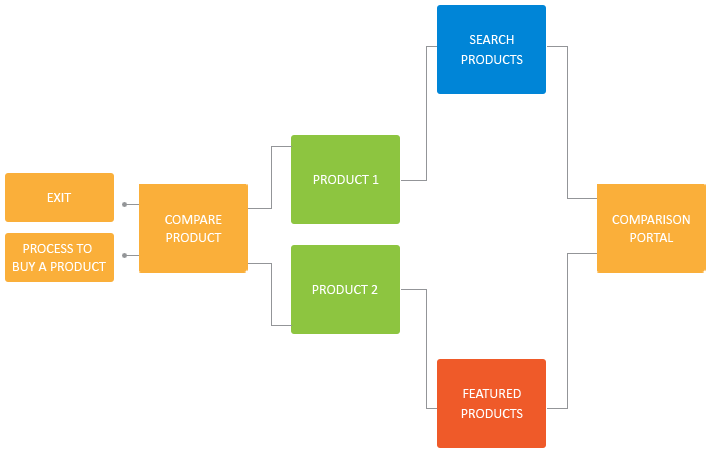 SEARCH
PRODUCTS
PRODUCT 1
EXIT
COMPARE
PRODUCT
COMPARISON
PORTAL
PROCESS TO
BUY A PRODUCT
PRODUCT 2
FEATURED
PRODUCTS